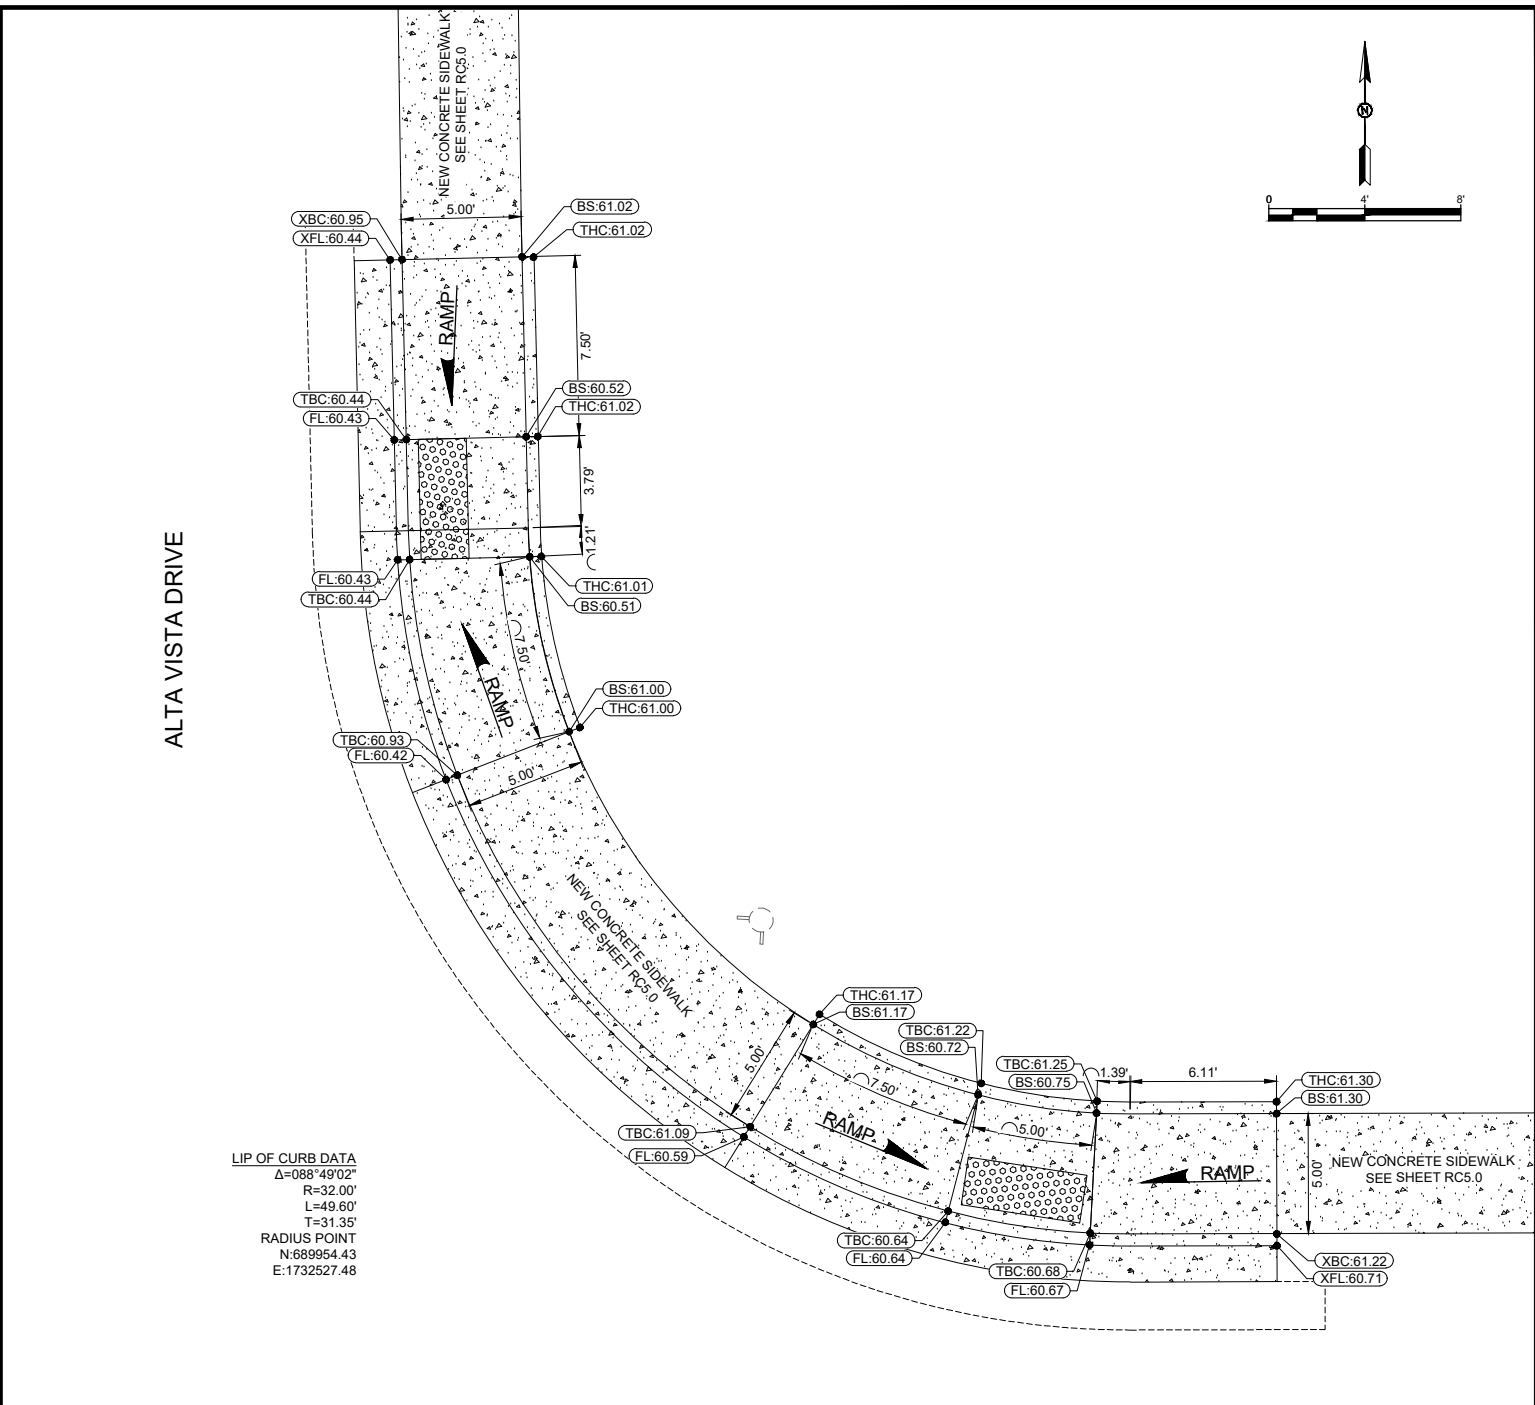 NEW CONCRETE SIDEWALK
SEE SHEET RC5.0
N
0 4' 8'
5.00'
XBC:60.95
XFL:60.44
BS:61.02
THC:61.02
RAMP
7.50'
TBC:60.44
FL:60.43
BS:60.52
THC:61.02
3.79'
1.21'
FL:60.43
TBC:60.44
THC:61.01
BS:60.51
ALTA VISTA DRIVE
7.50'
RAMP
BS:61.00
THC:61.00
TBC:60.93
FL:60.42
5.00'
NEW CONCRETE SIDEWALK
SEE SHEET RC5.0
THC:61.17
BS:61.17
TBC:61.22
BS:60.72
TBC:61.25
BS:60.75
1.39'
6.11'
THC:61.30
BS:61.30
5.00'
7.50'
RAMP
5.00'
TBC:61.09
FL:60.59
RAMP
5.00'
NEW CONCRETE SIDEWALK
SEE SHEET RC5.0
TBC:60.64
FL:60.64
TBC:60.68
FL:60.67
XBC:61.22
XFL:60.71
LIP OF CURB DATA
Δ=088°49'02"
R=32.00'
L=49.60'
T=31.35'
RADIUS POINT
N:689954.43
E:1732527.48